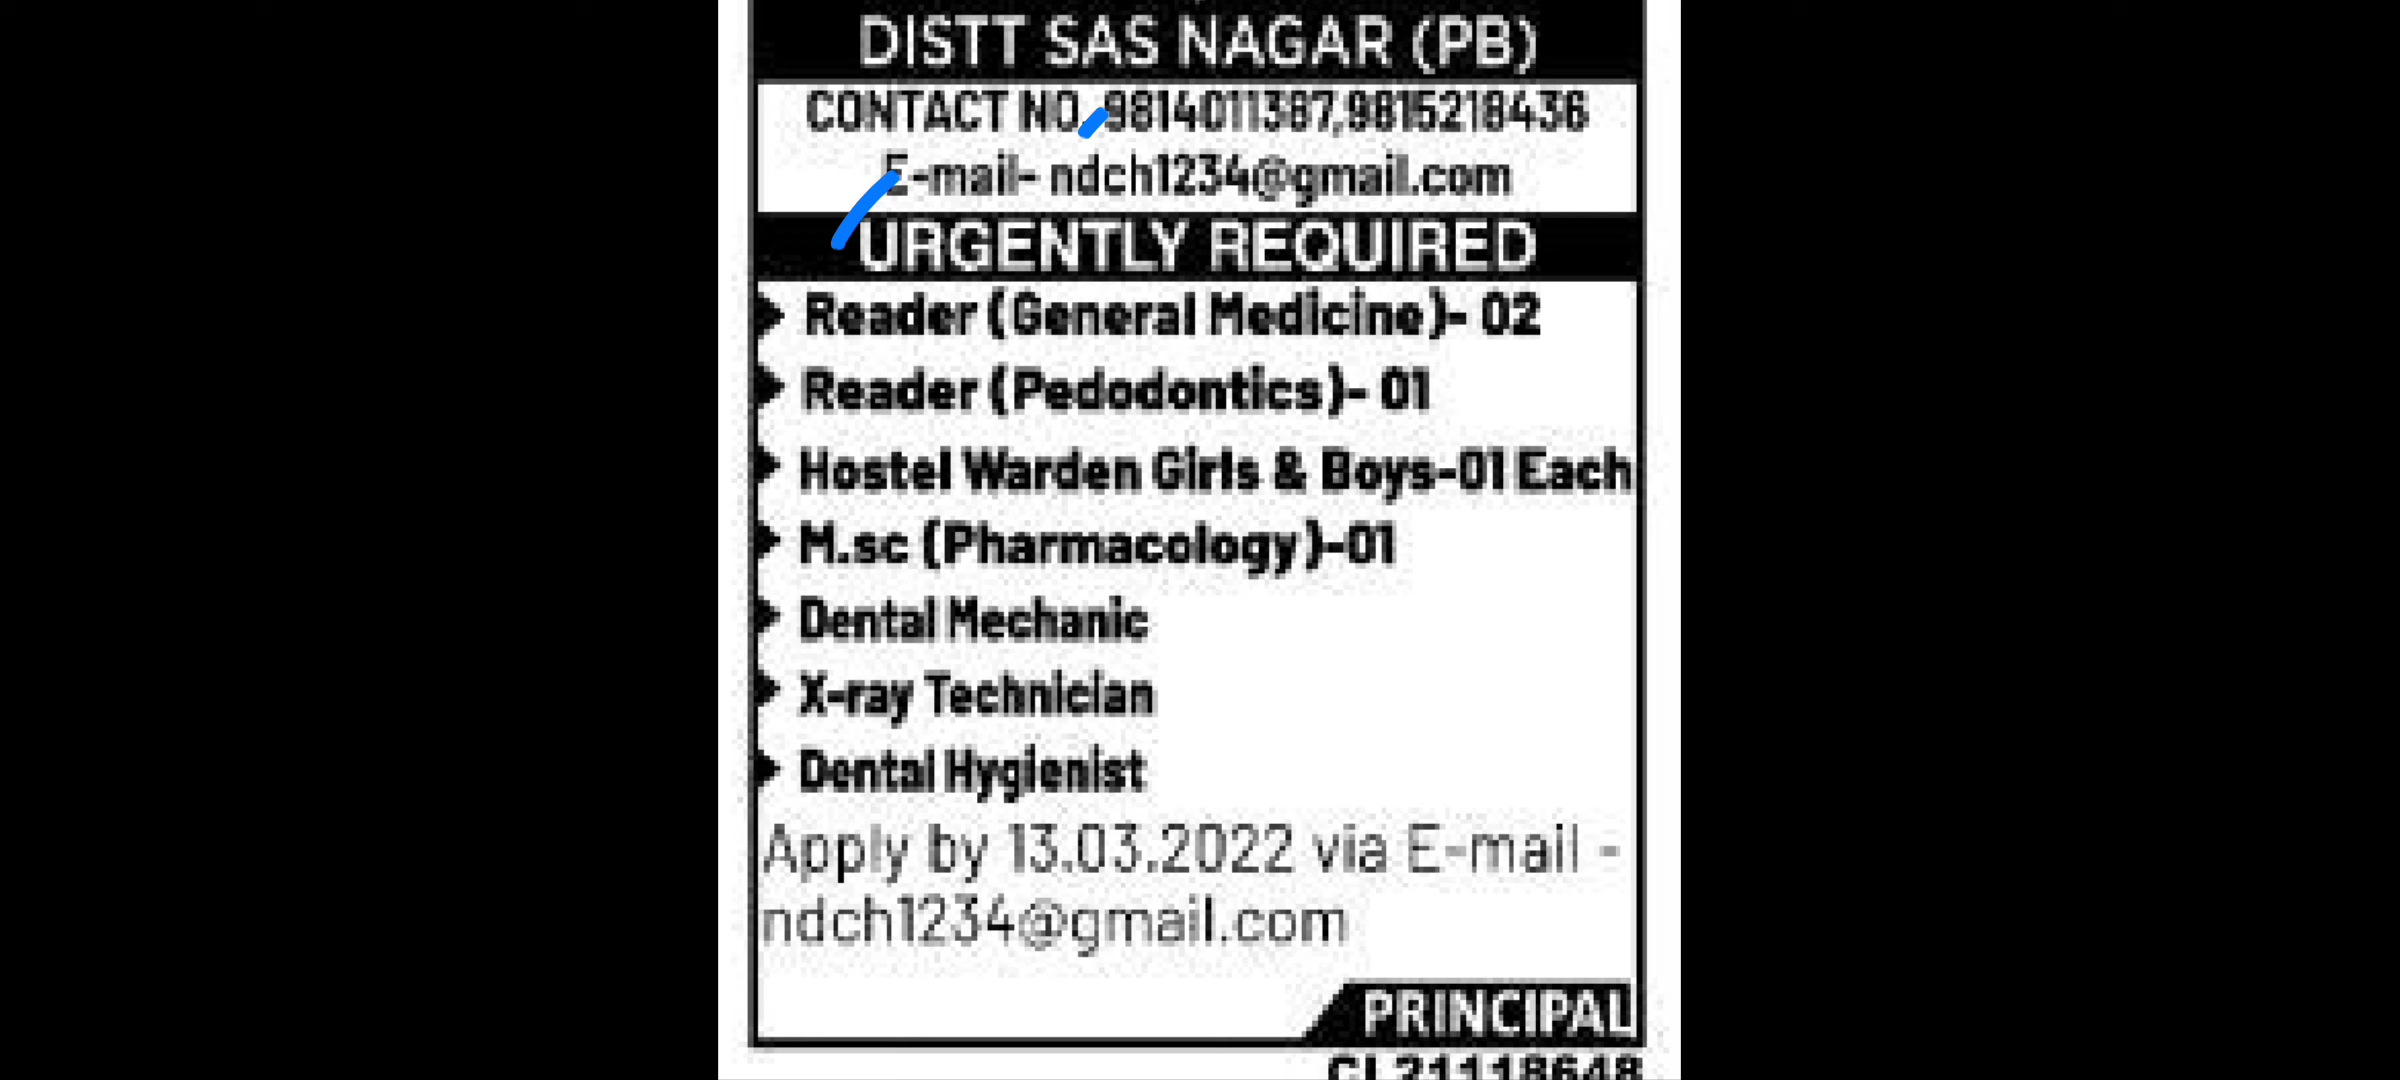 DISTT SAS NAGAR (PB)
CONTACT NO. 9814011387,9815218436
E-mail- ndch1234@gmail.com
URGENTLY REQUIRED
Reader (General Medicine)- 02
Reader (Pedodontics)- 01
Hostel Warden Girls & Boys-01 Each
M.sc (Pharmacology)-01
Dental Mechanic
X-ray Technician
Dental Hygienist
Apply by 13.03.2022 via E-mail -
ndch1234@gmail.com
PRINCIPAL
CL21118648